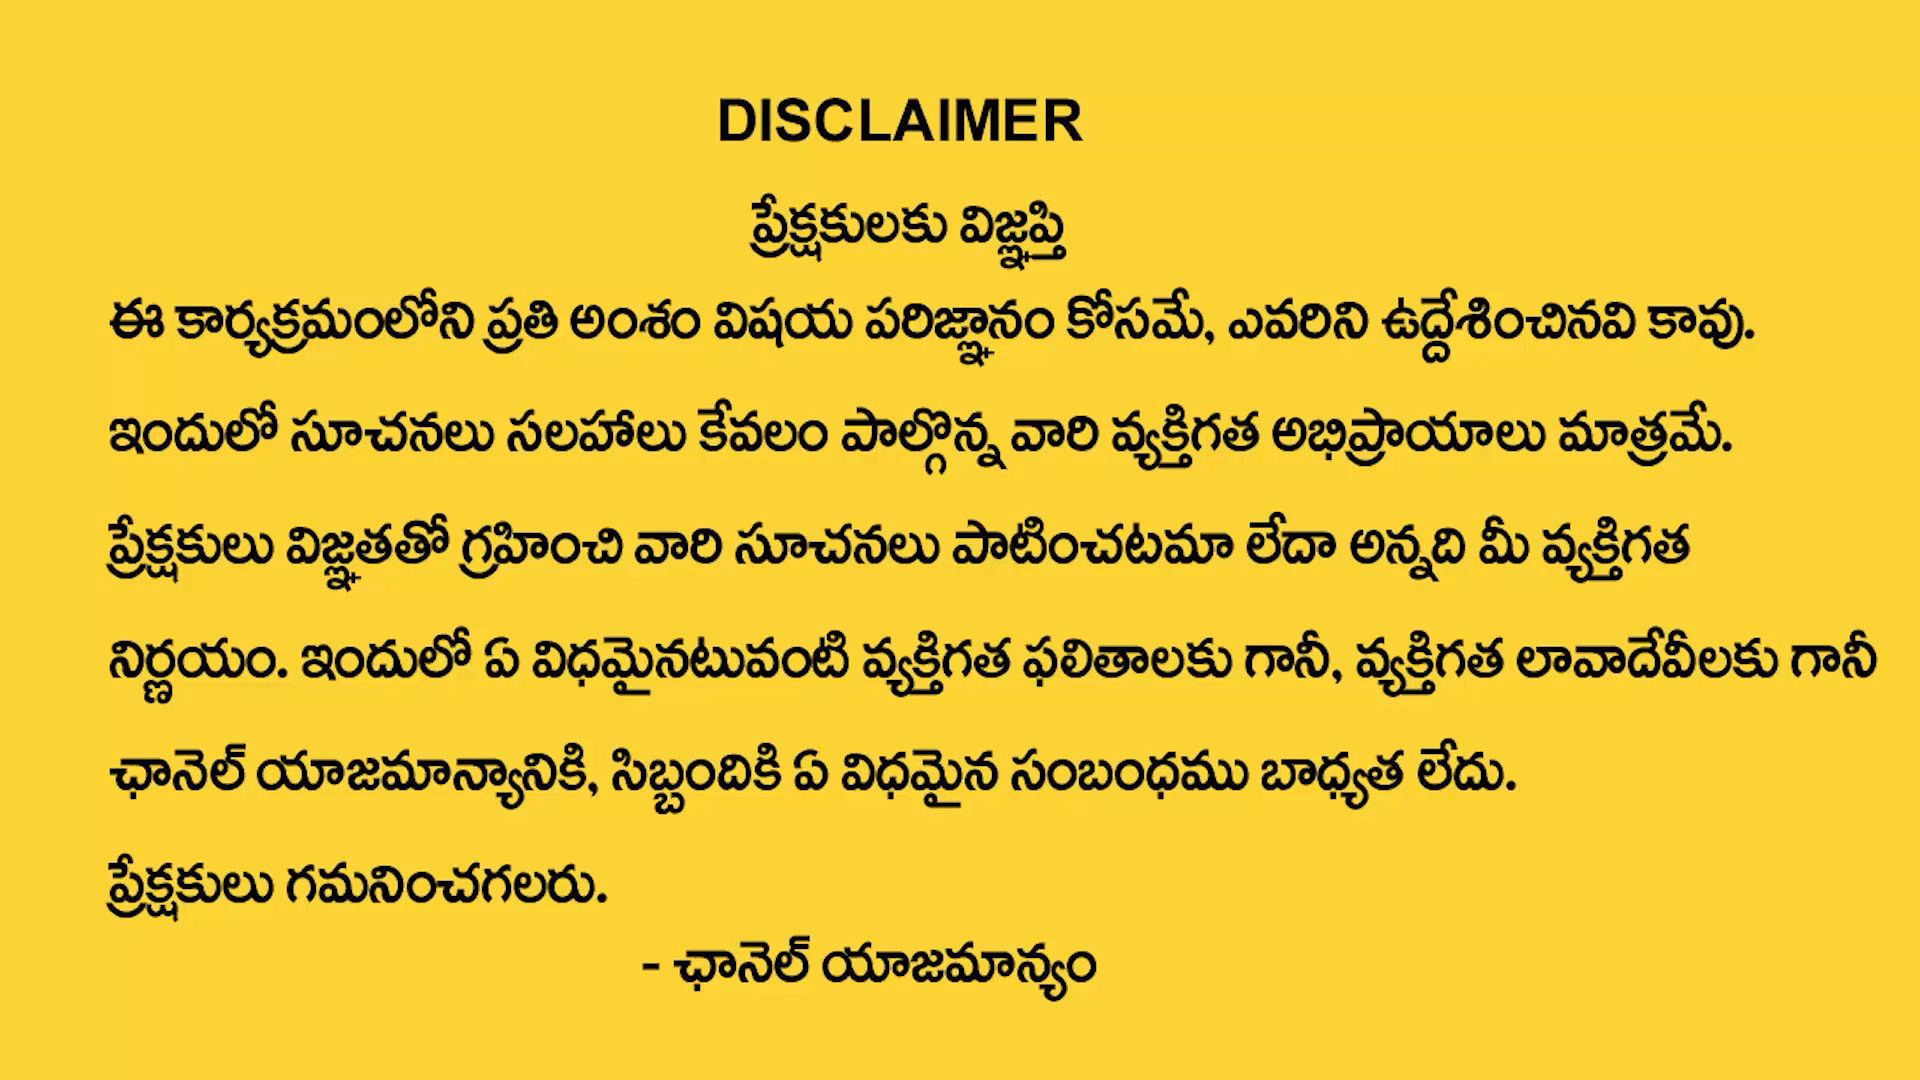 DISCLAIMER
ప్రేక్షకులకు విజ్ఞప్తి
ఈ కార్యక్రమంలోని ప్రతి అంశం విషయ పరిజ్ఞానం కోసమే, ఎవరిని ఉద్దేశించినవి కావు.
ఇందులో సూచనలు సలహాలు కేవలం పాల్గొన్న వారి వ్యక్తిగత అభిప్రాయాలు మాత్రమే.
ప్రేక్షకులు విజ్ఞతతో గ్రహించి వారి సూచనలు పాటించటమా లేదా అన్నది మీ వ్యక్తిగత
నిర్ణయం. ఇందులో ఏ విధమైనటువంటి వ్యక్తిగత ఫలితాలకు గానీ, వ్యక్తిగత లావాదేవీలకు గానీ
ఛానెల్ యాజమాన్యానికి, సిబ్బందికి ఏ విధమైన సంబంధము బాధ్యత లేదు.
ప్రేక్షకులు గమనించగలరు.
- ఛానెల్ యాజమాన్యం